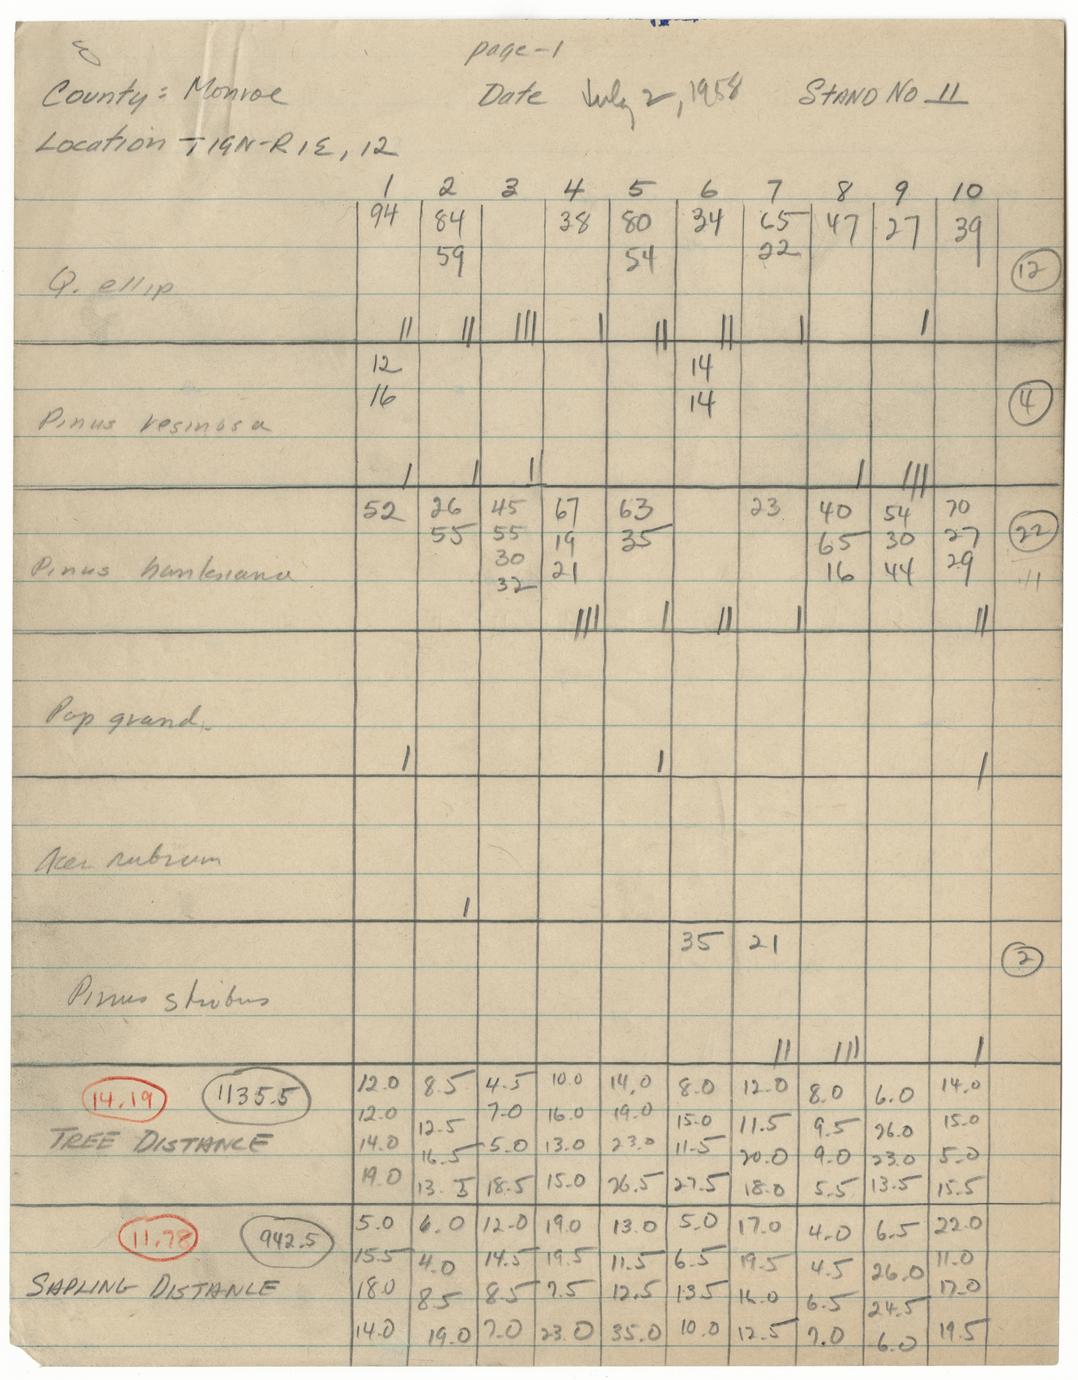 page-1
County: Monroe Date July 2, 1958 STAND NO 11
Location T19N-R1E, 12
1 2 3 4 5 6 7 8 9 10
94 84 38 80 34 65 47 27 39
59 54 22
Q. ellip 12
|| || ||| | || || | |
12 14
16 14
Pinus resinosa 4
| | | | |||
52 26 45 67 63 23 40 54 70
55 55 19 35 65 30 27 22
30 21 16 44 29
Pinus banksiana
32
||| | || | ||
Pop grand.
| | |
Acer rubrum
|
35 21
2
Pinus strobus
|| ||| |
12.0 8.5 4.5 10.0 14.0 8.0 12.0 8.0 6.0 14.0
14.19 1135.5
12.0 12.5 7.0 16.0 19.0 15.0 11.5 9.5 26.0 15.0
TREE DISTANCE
14.0 16.5 5.0 13.0 23.0 11.5 20.0 9.0 23.0 5.0
19.0 13.5 18.5 15.0 26.5 27.5 18.0 5.5 13.5 15.5
5.0 6.0 12.0 19.0 13.0 5.0 17.0 4.0 6.5 22.0
11.78 942.5
15.5 4.0 14.5 19.5 11.5 6.5 19.5 4.5 26.0 11.0
SAPLING DISTANCE
18.0 8.5 8.5 7.5 12.5 13.5 16.0 6.5 24.5 17.0
14.0 19.0 7.0 23.0 35.0 10.0 12.5 7.0 6.0 19.5